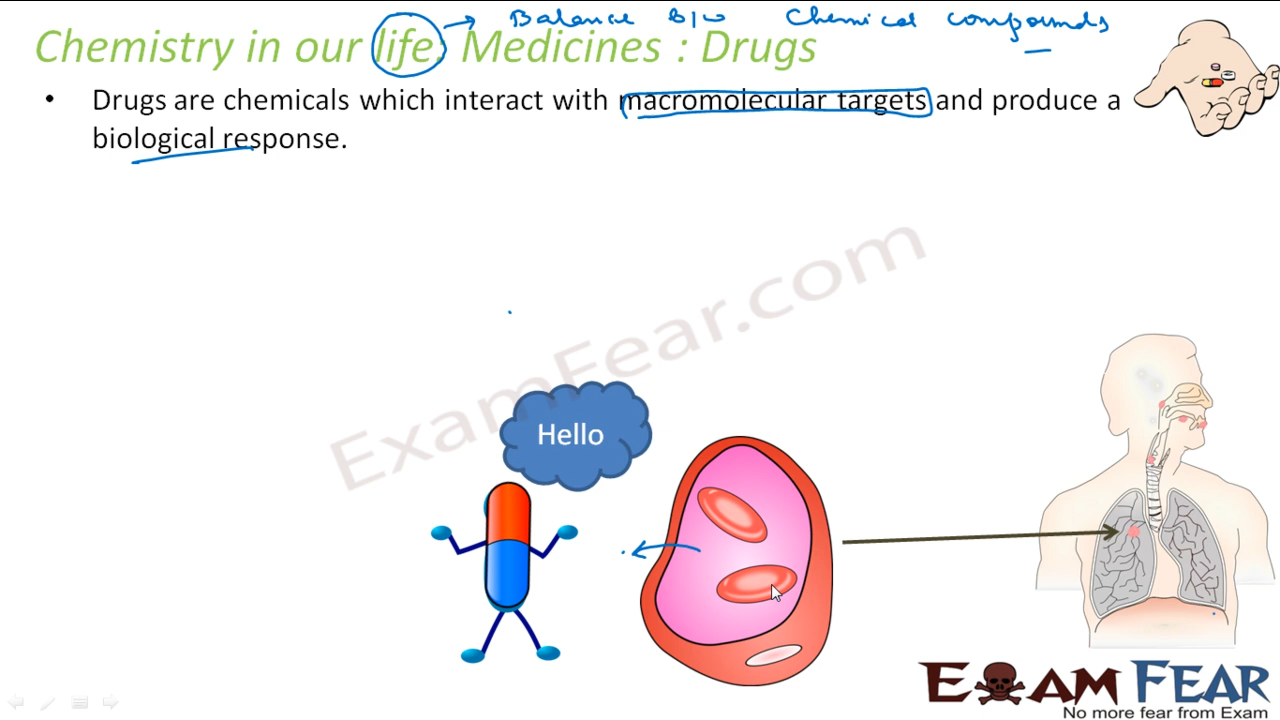 → Balance b/w Chemical compounds
Chemistry in our life: Medicines : Drugs
• Drugs are chemicals which interact with macromolecular targets and produce a
biological response.
ExamFear.com
Hello
EXAM FEAR
No more fear from Exam